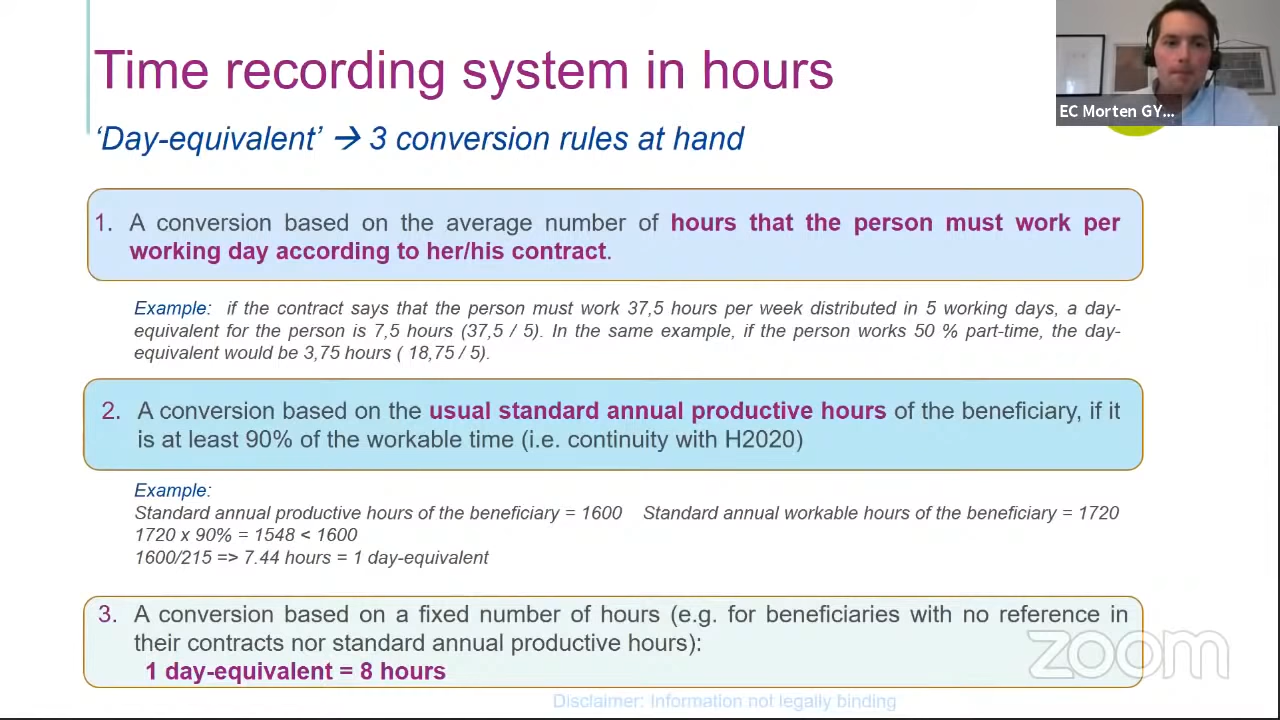 Time recording system in hours
EC Morten GY...
‘Day-equivalent’ → 3 conversion rules at hand
1. A conversion based on the average number of hours that the person must work per
working day according to her/his contract.
Example: if the contract says that the person must work 37,5 hours per week distributed in 5 working days, a day-
equivalent for the person is 7,5 hours (37,5 / 5). In the same example, if the person works 50 % part-time, the day-
equivalent would be 3,75 hours ( 18,75 / 5).
2. A conversion based on the usual standard annual productive hours of the beneficiary, if it
is at least 90% of the workable time (i.e. continuity with H2020)
Example:
Standard annual productive hours of the beneficiary = 1600 Standard annual workable hours of the beneficiary = 1720
1720 x 90% = 1548 < 1600
1600/215 => 7.44 hours = 1 day-equivalent
3. A conversion based on a fixed number of hours (e.g. for beneficiaries with no reference in
their contracts nor standard annual productive hours):
1 day-equivalent = 8 hours
zoom
Disclaimer: Information not legally binding